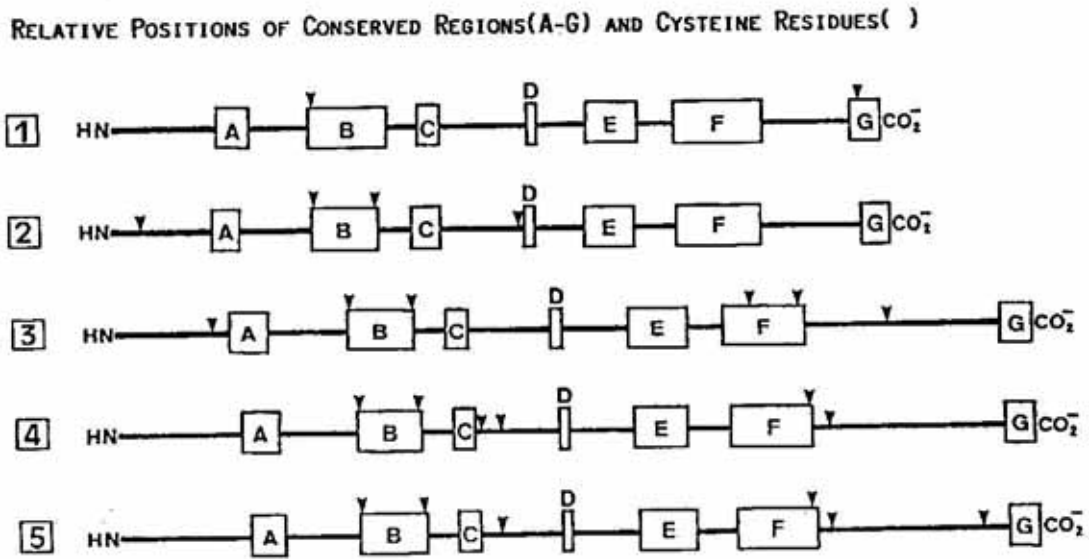 RELATIVE POSITIONS OF CONSERVED REGIONS(A-G) AND CYSTEINE RESIDUES( )
D
1 HN A B C E F G CO₂⁻
D
2 HN A B C E F G CO₂⁻
D
3 HN A B C E F G CO₂⁻
D
4 HN A B C E F G CO₂⁻
D
5 HN A B C E F G CO₂⁻